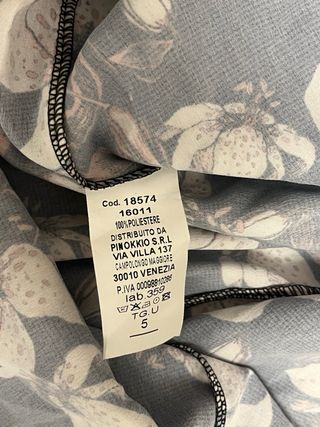 Cod. 18574
16011
100% POLIESTERE
DISTRIBUITO DA
PINOKKIO S.R.L
VIA VILLA 137
CAMPOLONGO MAGGIORE
30010 VENEZIA
P.IVA
lab.359
TG.U
5